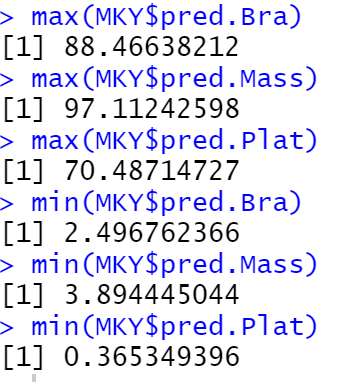 > max(MKY$pred.Bra)
[1] 88.46638212
> max(MKY$pred.Mass)
[1] 97.11242598
> max(MKY$pred.Plat)
[1] 70.48714727
> min(MKY$pred.Bra)
[1] 2.496762366
> min(MKY$pred.Mass)
[1] 3.894445044
> min(MKY$pred.Plat)
[1] 0.365349396